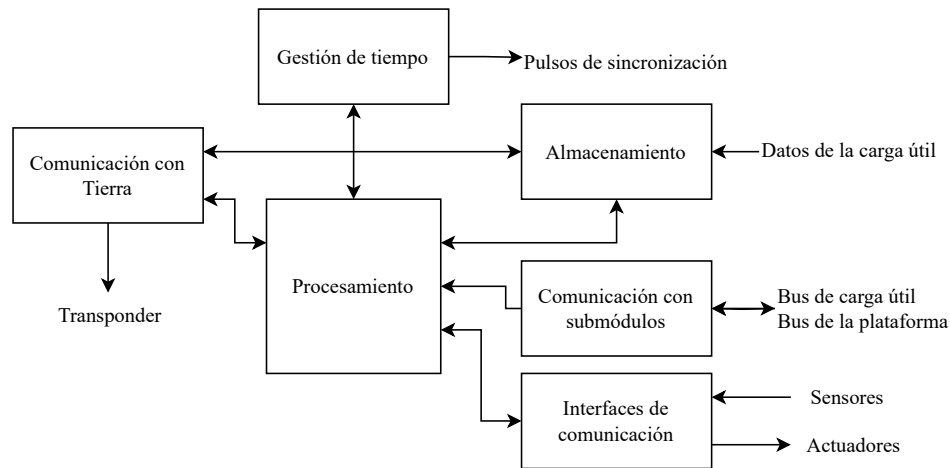 Gestión de tiempo
Pulsos de sincronización
Comunicación con
Tierra
Almacenamiento
Datos de la carga útil
Procesamiento
Transponder
Comunicación con
submódulos
Bus de carga útil
Bus de la plataforma
Interfaces de
comunicación
Sensores
Actuadores